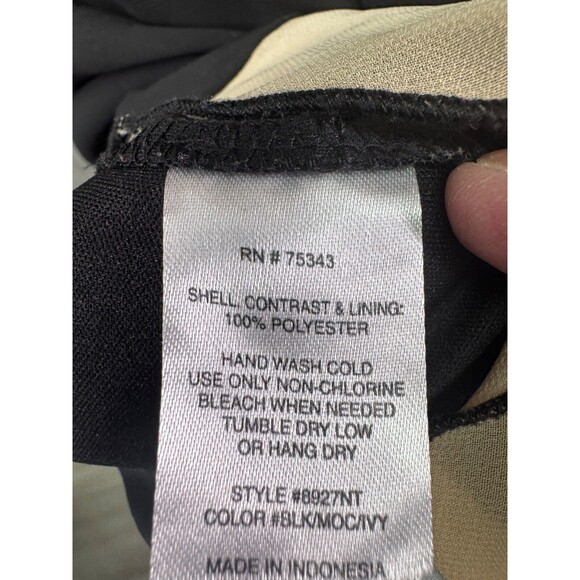 RN # 75343
SHELL, CONTRAST & LINING:
100% POLYESTER
HAND WASH COLD
USE ONLY NON-CHLORINE
BLEACH WHEN NEEDED
TUMBLE DRY LOW
OR HANG DRY
STYLE #8927NT
COLOR #BLK/MOC/IVY
MADE IN INDONESIA